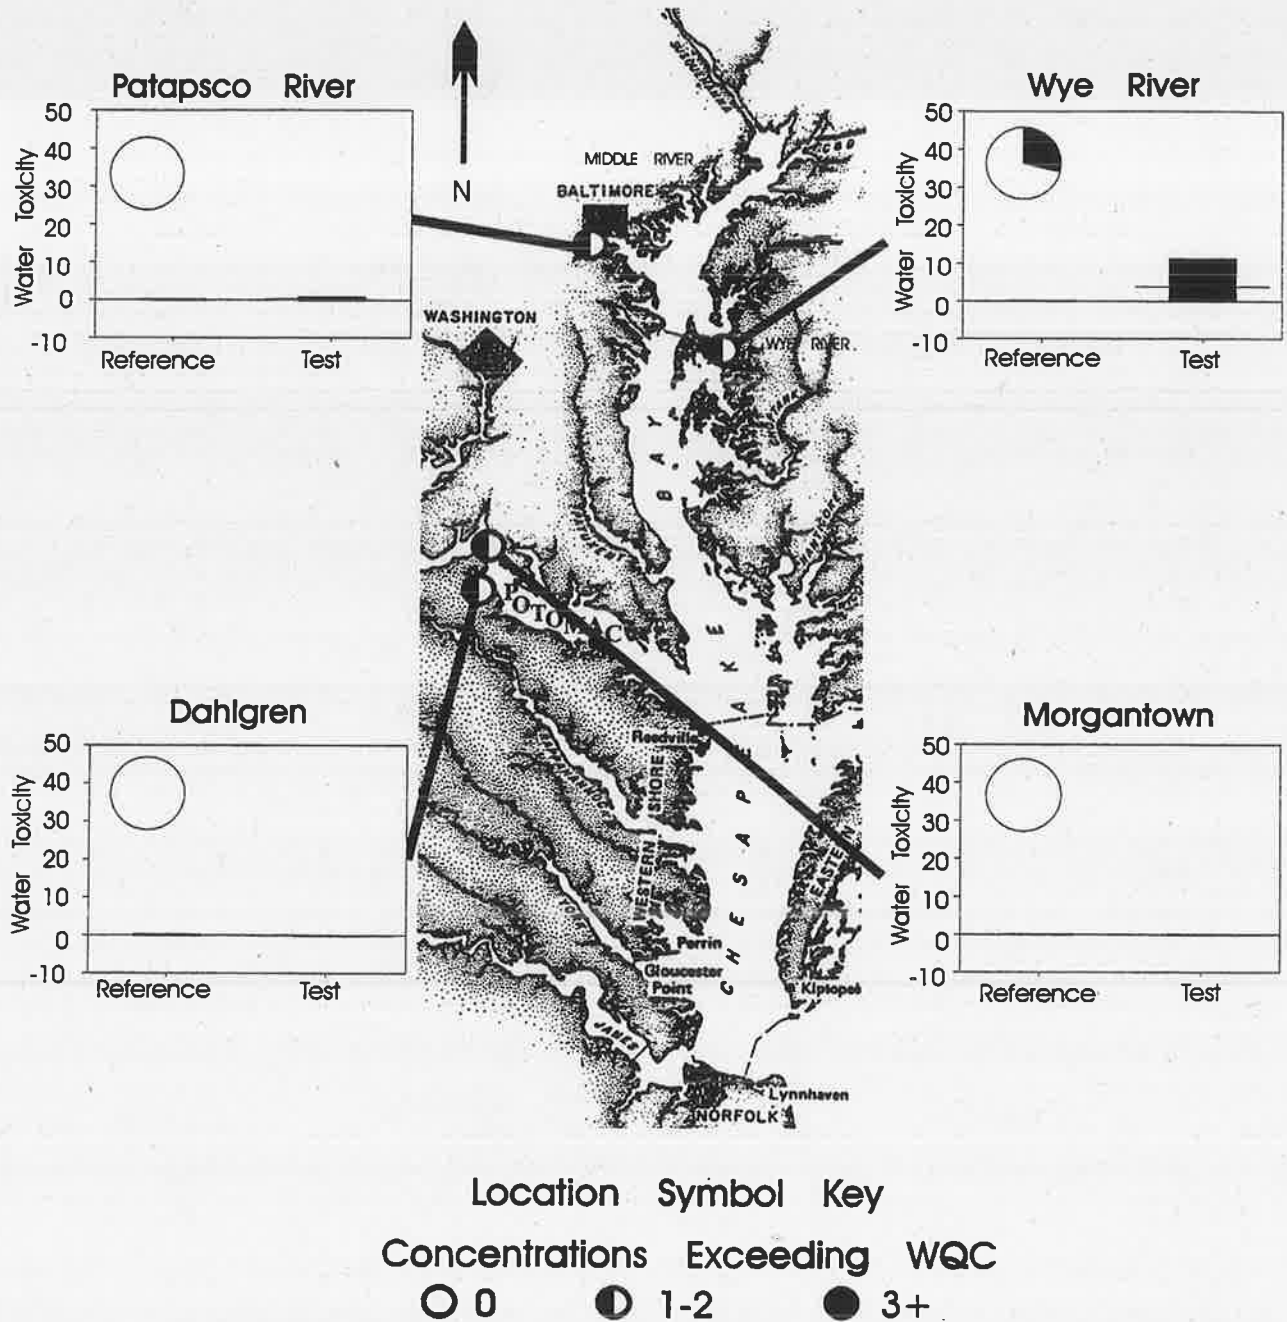 Patapsco River
50
40
30
20
10
0
-10
Water Toxicity
Reference Test
N
MIDDLE RIVER
BALTIMORE
WASHINGTON
WYE RIVER
Wye River
50
40
30
20
10
0
-10
Water Toxicity
Reference Test
BAY
NANTICOKE
POTOMAC
CHESAPEAKE
Reedville
WESTERN SHORE
EASTERN
RAPPAHANNOCK
YORK
Perrin
Gloucester
Point
Kiptopeke
JAMES
Lynnhaven
NORFOLK
Dahlgren
50
40
30
20
10
0
-10
Water Toxicity
Reference Test
Morgantown
50
40
30
20
10
0
-10
Water Toxicity
Reference Test
Location Symbol Key
Concentrations Exceeding WQC
0 1-2 3+